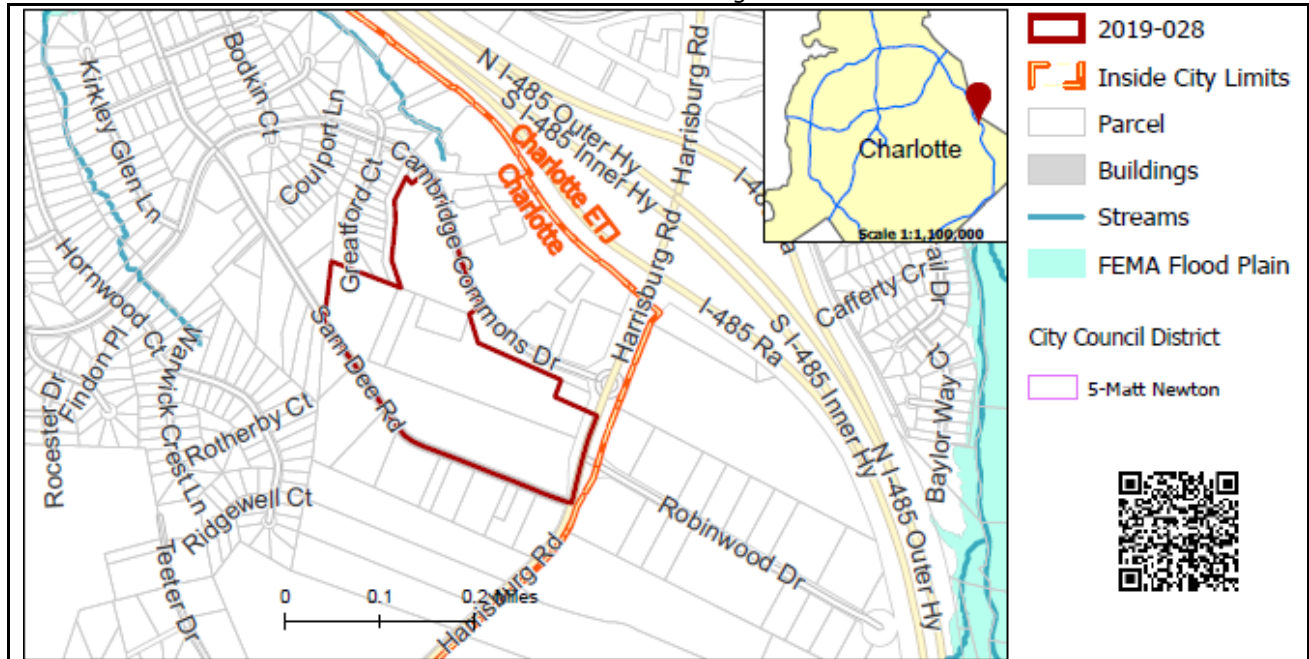 Kirkley Glen Ln
Bodkin Ct
Coulport Ln
Greatford Ct
Cambridge Commons Dr
N I-485 Outer Hy
S I-485 Inner Hy
Harrisburg Rd
Charlotte ETJ
Charlotte
Hornwood Ct
Findon Pl
Rocester Dr
Warwick Crest Ln
Sam Dee Rd
Rotherby Ct
Ridgewell Ct
Teeter Dr
Harrisburg Rd
I-485 Ra
S I-485 Inner Hy
N I-485 Outer Hy
Robinwood Dr
Harrisburg Rd
Cafferty Cr
Baylor Way Ct
0 0.1 0.2 Miles
Charlotte
Scale 1:1,100,000
2019-028
Inside City Limits
Parcel
Buildings
Streams
FEMA Flood Plain
City Council District
5-Matt Newton